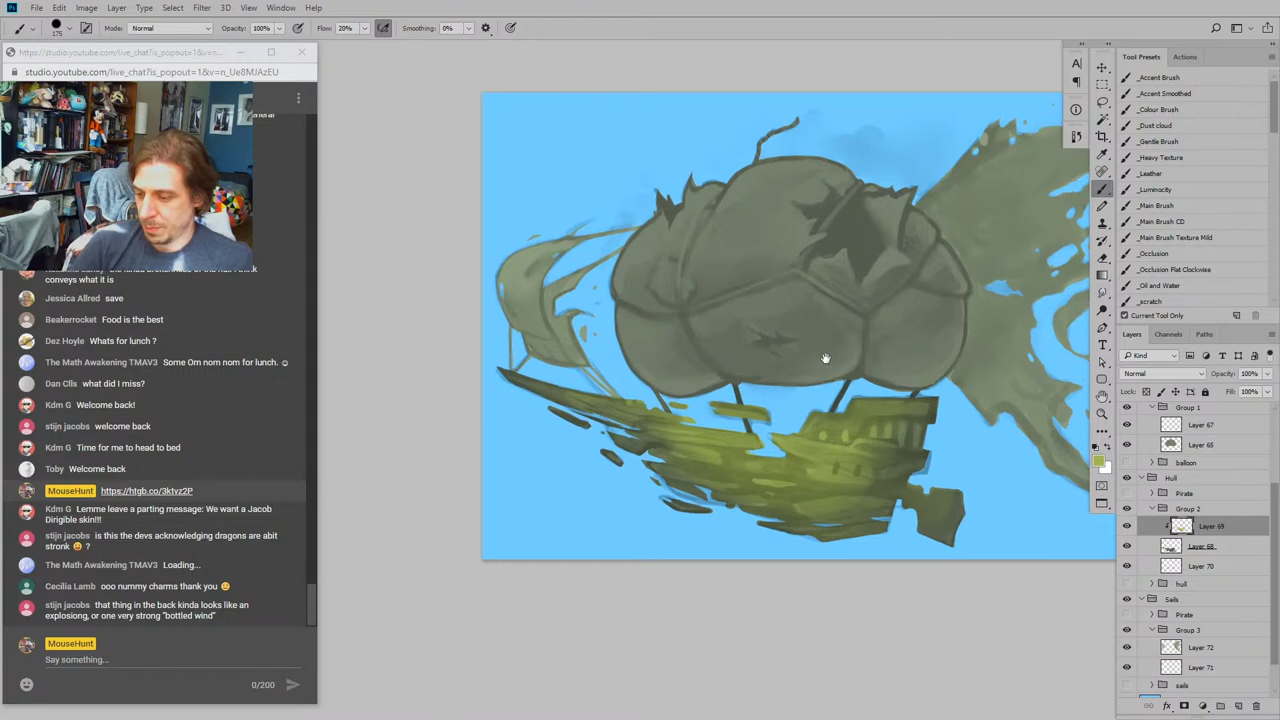 File Edit Image Layer Type Select Filter 3D View Window Help
175 Mode: Normal Opacity: 100% Flow: 20% Smoothing: 0%
https://studio.youtube.com/live_chat?is_popout=1&v=n...
studio.youtube.com/live_chat?is_popout=1&v=n_Ue8MJAzEU
conveys what it is
Jessica Allred save
Beakerrocket Food is the best
Dez Hoyle Whats for lunch ?
The Math Awakening TMAV3 Some Om nom nom for lunch. ☺
Dan Clls what did I miss?
Kdm G Welcome back!
stijn jacobs welcome back
Kdm G Time for me to head to bed
Toby Welcome back
MouseHunt https://htgb.co/3ktvz2P
Kdm G Lemme leave a parting message: We want a Jacob
Dirigible skin!!!
stijn jacobs is this the devs acknowledging dragons are abit
stronk 😀 ?
The Math Awakening TMAV3 Loading...
Cecilia Lamb ooo nummy charms thank you 🙂
stijn jacobs that thing in the back kinda looks like an
explosiong, or one very strong "bottled wind"
MouseHunt
Say something...
0/200
Tool Presets Actions
_Accent Brush
_Accent Smoothed
_Colour Brush
_Dust cloud
_Gentle Brush
_Heavy Texture
_Leather
_Luminocity
_Main Brush
_Main Brush CD
_Main Brush Texture Mild
_Occlusion
_Occlusion Flat Clockwise
_Oil and Water
_scratch
Current Tool Only
Layers Channels Paths
Kind
Normal Opacity: 100%
Lock: Fill: 100%
Group 1
Layer 67
Layer 65
balloon
Hull
Pirate
Group 2
Layer 69
Layer 68
Layer 70
hull
Sails
Pirate
Group 3
Layer 72
Layer 71
sails